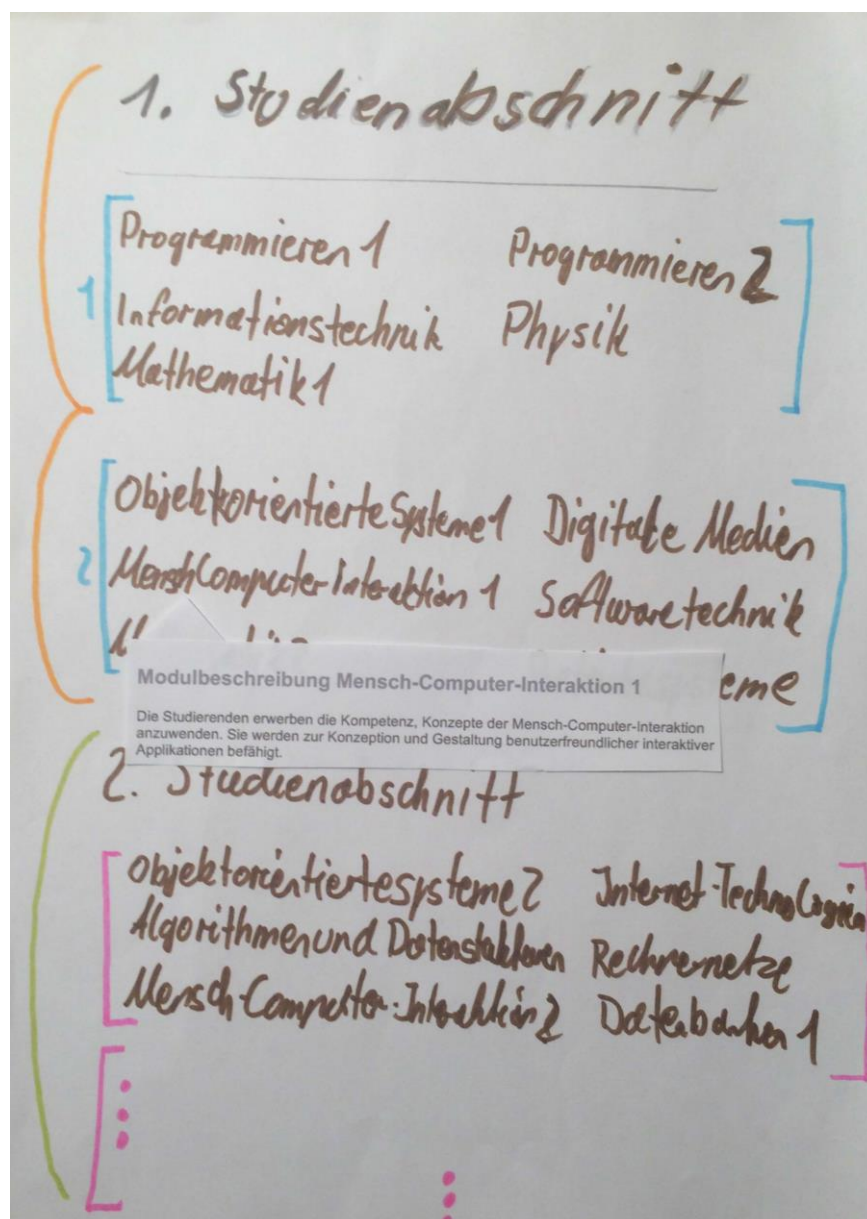 1. Studienabschnitt
1
Programmieren 1 Programmieren 2
Informationstechnik Physik
Mathematik 1
2
Objektorientierte Systeme 1 Digitale Medien
Mensch Computer Interaktion 1 Softwaretechnik
Modulbeschreibung Mensch-Computer-Interaktion 1
Die Studierenden erwerben die Kompetenz, Konzepte der Mensch-Computer-Interaktion
anzuwenden. Sie werden zur Konzeption und Gestaltung benutzerfreundlicher interaktiver
Applikationen befähigt.
2. Studienabschnitt
Objektorientiertesysteme 2 Internet-Technologien
Algorithmen und Datenstrukturen Rechnernetze
Mensch-Computer-Interaktion 2 Datenbanken 1